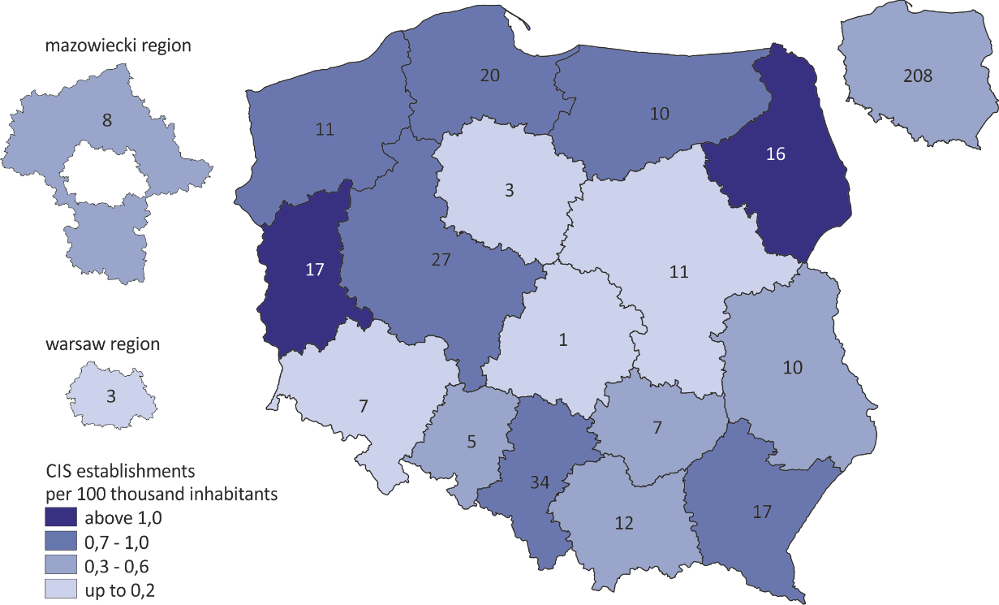 mazowiecki region
8
warsaw region
3
CIS establishments
per 100 thousand inhabitants
above 1,0
0,7 - 1,0
0,3 - 0,6
up to 0,2
20
11
10
16
3
17
27
11
1
10
7
5
7
34
12
17
208